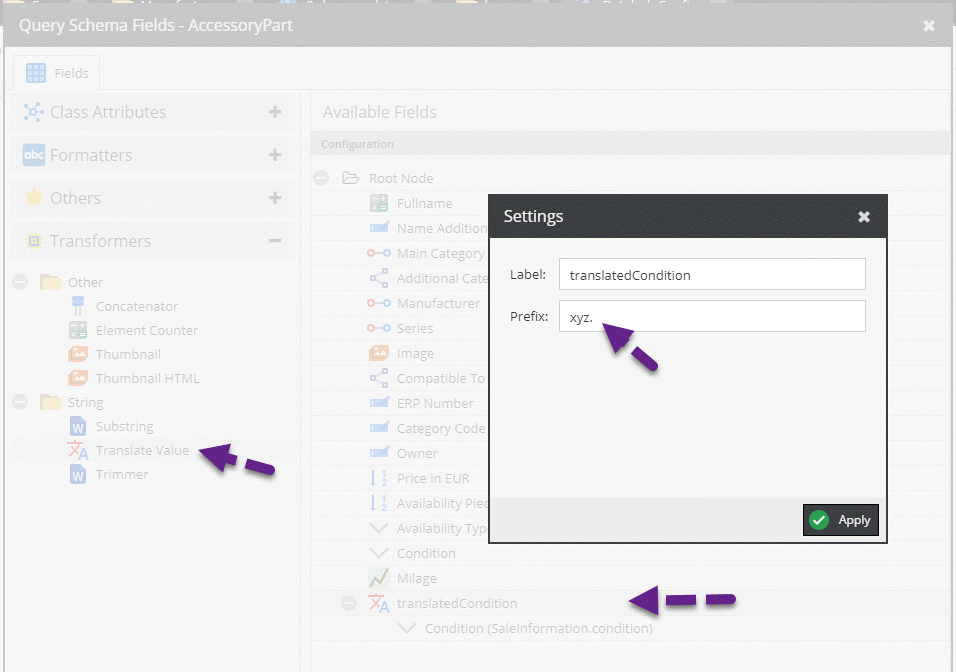 Query Schema Fields - AccessoryPart
Fields
Class Attributes
Formatters
Others
Transformers
Other
Concatenator
Element Counter
Thumbnail
Thumbnail HTML
String
Substring
Translate Value
Trimmer
Available Fields
Configuration
Root Node
Fullname
Name Addition
Main Category
Additional Cate
Manufacturer
Series
Image
Compatible To
ERP Number
Category Code
Owner
Price in EUR
Availability Piec
Availability Typ
Condition
Milage
translatedCondition
Condition (SaleInformation.condition)
Settings
Label: translatedCondition
Prefix: xyz.
Apply